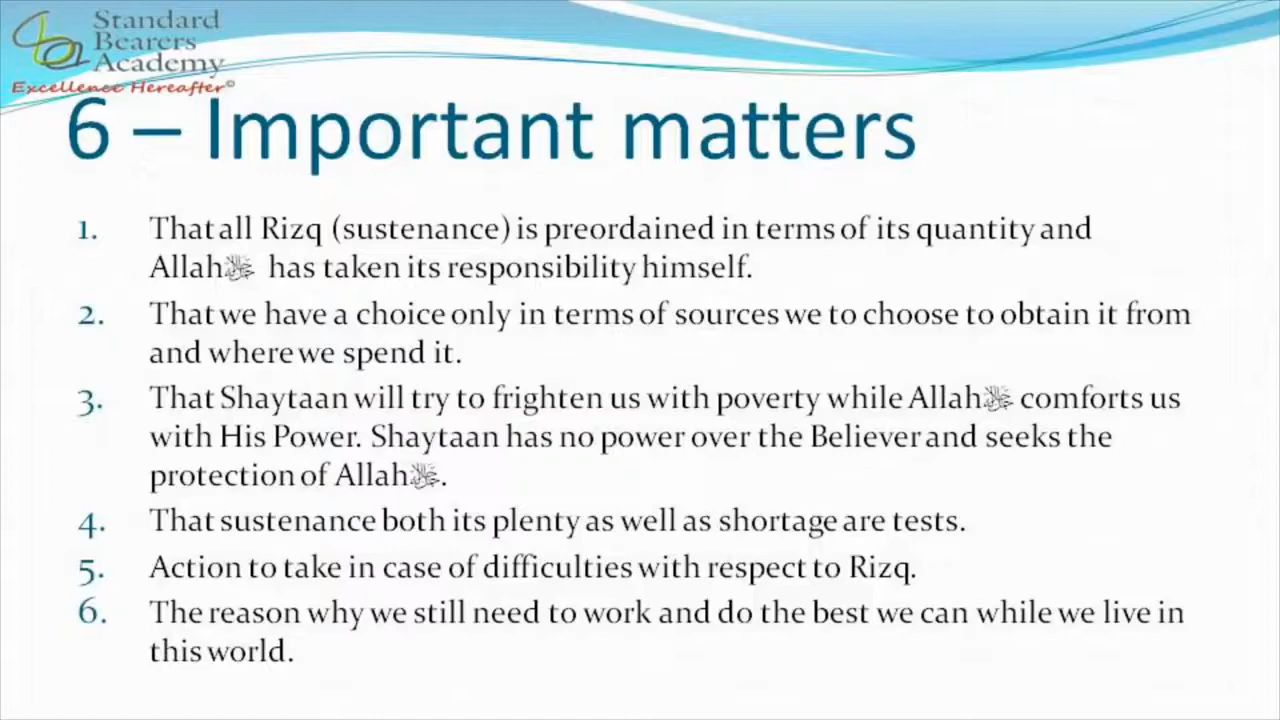 Standard
Bearers
Academy
Excellence Hereafter©
6 – Important matters
1. That all Rizq (sustenance) is preordained in terms of its quantity and
Allahﷻ has taken its responsibility himself.
2. That we have a choice only in terms of sources we to choose to obtain it from
and where we spend it.
3. That Shaytaan will try to frighten us with poverty while Allahﷻ comforts us
with His Power. Shaytaan has no power over the Believer and seeks the
protection of Allahﷻ.
4. That sustenance both its plenty as well as shortage are tests.
5. Action to take in case of difficulties with respect to Rizq.
6. The reason why we still need to work and do the best we can while we live in
this world.